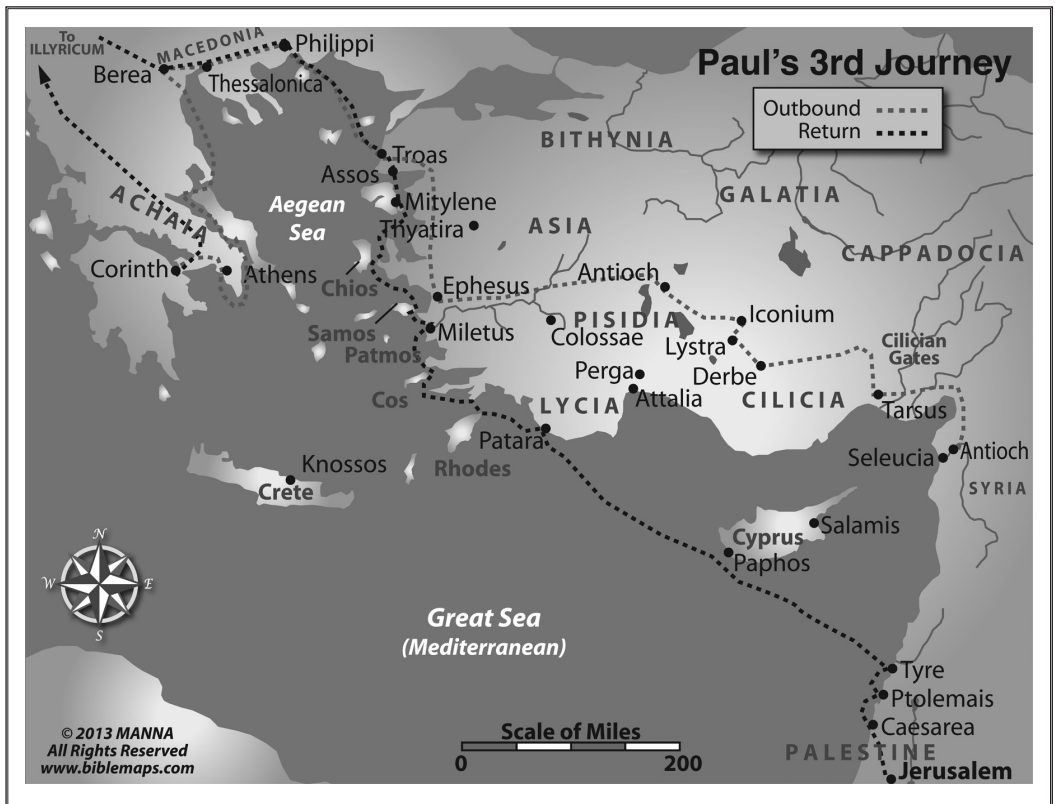 To
ILLYRICUM
MACEDONIA
Philippi
Berea
Thessalonica
Paul's 3rd Journey
Outbound
Return
BITHYNIA
Troas
Assos
GALATIA
ACHAIA
Aegean
Sea
Mitylene
Thyatira
ASIA
CAPPADOCIA
Corinth
Athens
Chios
Ephesus
Antioch
Samos
Patmos
Miletus
PISIDIA
Colossae
Iconium
Lystra
Cilician
Gates
Perga
Derbe
Cos
LYCIA
Attalia
CILICIA
Tarsus
Patara
Knossos
Rhodes
Seleucia
Antioch
Crete
SYRIA
Salamis
Cyprus
Paphos
N
W
E
S
Great Sea
(Mediterranean)
Tyre
Ptolemais
Caesarea
© 2013 MANNA
All Rights Reserved
www.biblemaps.com
Scale of Miles
0
200
PALESTINE
Jerusalem